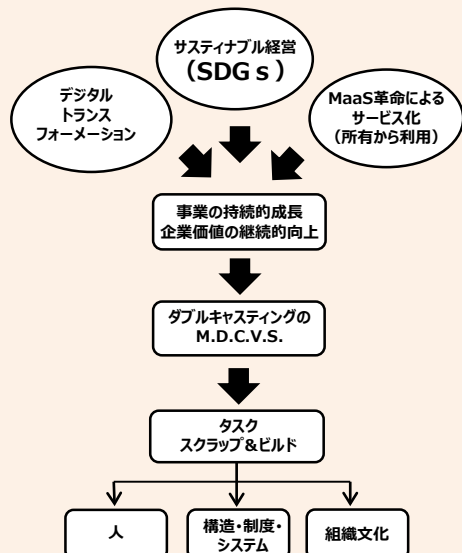 サスティナブル経営
（SDGｓ）
デジタル
トランス
フォーメーション
MaaS革命による
サービス化
（所有から利用）
事業の持続的成長
企業価値の継続的向上
ダブルキャスティングの
M.D.C.V.S.
タスク
スクラップ&ビルド
人
構造・制度・
システム
組織文化